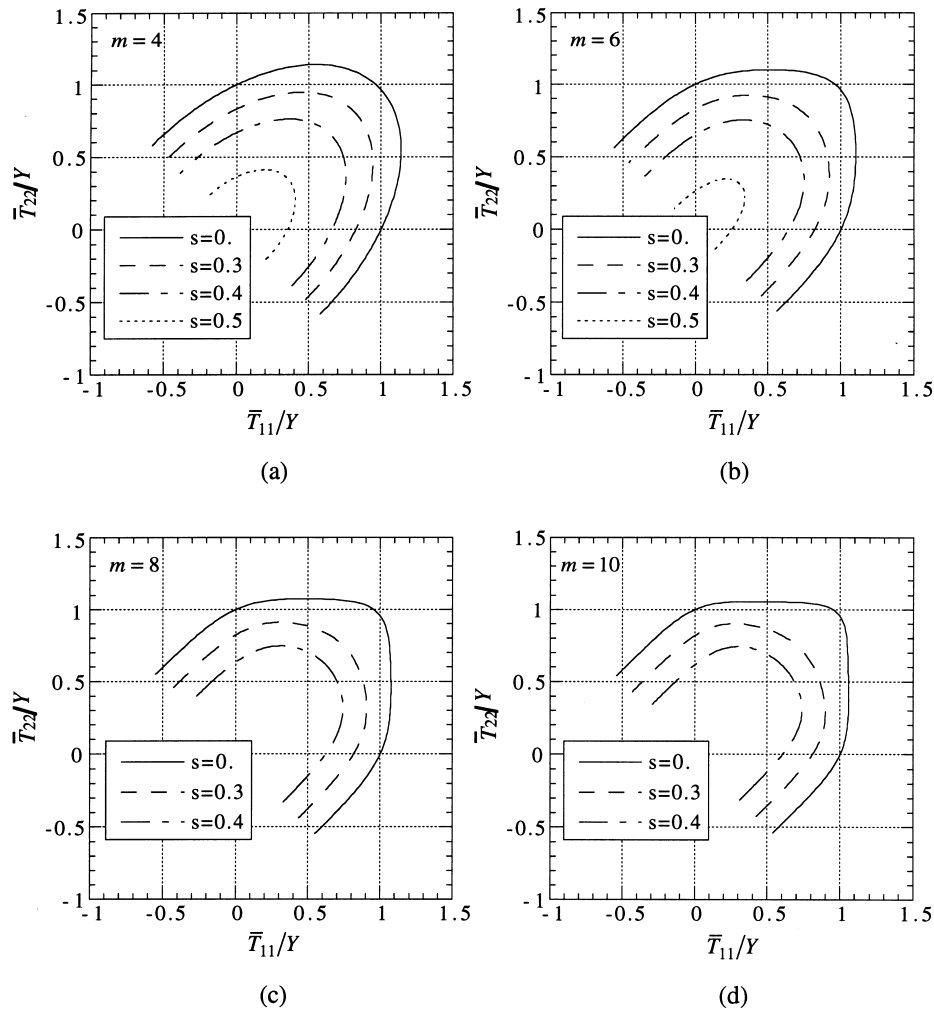 m = 4
1.5
1
0.5
0
-0.5
-1
T̅22/Y
s=0.
s=0.3
s=0.4
s=0.5
-1 -0.5 0 0.5 1 1.5
T̅11/Y
(a)
m = 6
1.5
1
0.5
0
-0.5
-1
T̅22/Y
s=0.
s=0.3
s=0.4
s=0.5
-1 -0.5 0 0.5 1 1.5
T̅11/Y
(b)
m = 8
1.5
1
0.5
0
-0.5
-1
T̅22/Y
s=0.
s=0.3
s=0.4
-1 -0.5 0 0.5 1 1.5
T̅11/Y
(c)
m = 10
1.5
1
0.5
0
-0.5
-1
T̅22/Y
s=0.
s=0.3
s=0.4
-1 -0.5 0 0.5 1 1.5
T̅11/Y
(d)